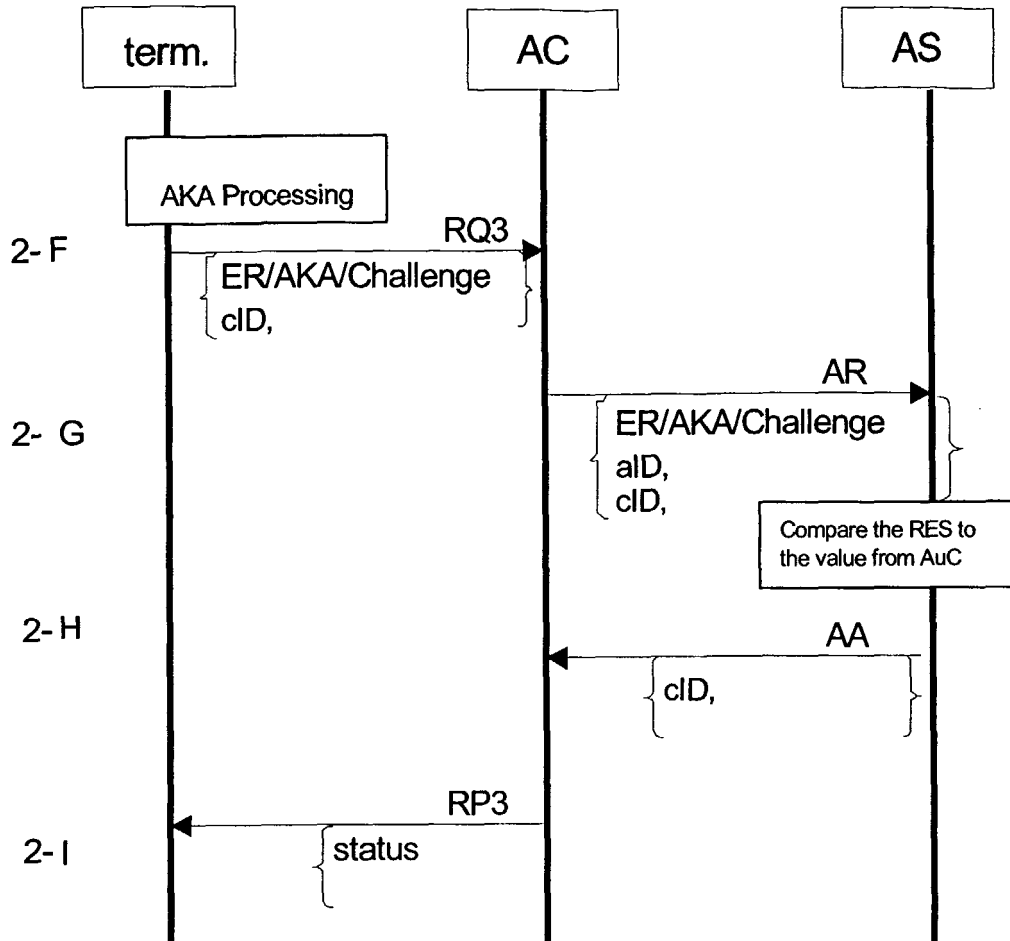 term.
AC
AS
AKA Processing
2- F
RQ3
ER/AKA/Challenge
cID,
AR
2- G
ER/AKA/Challenge
aID,
cID,
Compare the RES to
the value from AuC
2- H
AA
cID,
RP3
2- I
status